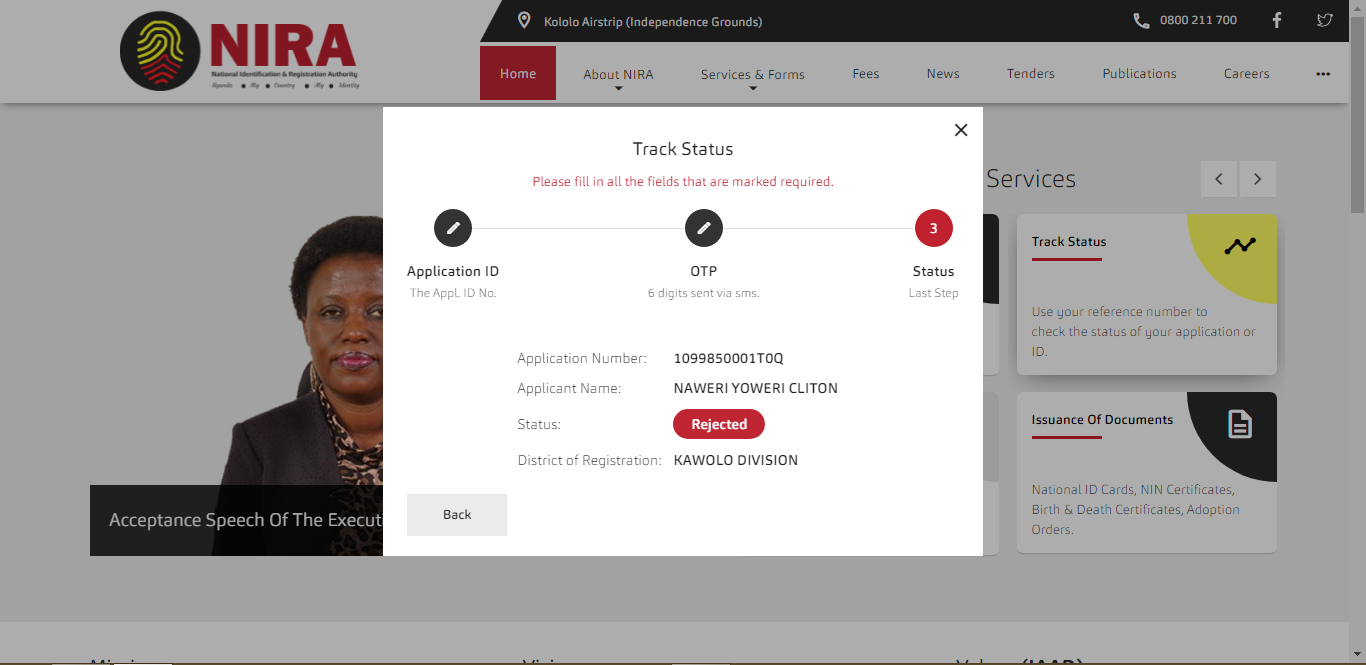 Kololo Airstrip (Independence Grounds)
0800 211 700
NIRA
National Identification & Registration Authority
Uganda • My • Country • My • Identity
Home
About NIRA
Services & Forms
Fees
News
Tenders
Publications
Careers
•••
Track Status
Please fill in all the fields that are marked required.
3
Application ID
OTP
Status
The Appl. ID No.
6 digits sent via sms.
Last Step
Application Number: 1099850001T0Q
Applicant Name: NAWERI YOWERI CLITON
Status: Rejected
District of Registration: KAWOLO DIVISION
Back
Acceptance Speech Of The Executi
Services
Track Status
Use your reference number to
check the status of your application or
ID.
Issuance Of Documents
National ID Cards, NIN Certificates,
Birth & Death Certificates, Adoption
Orders.